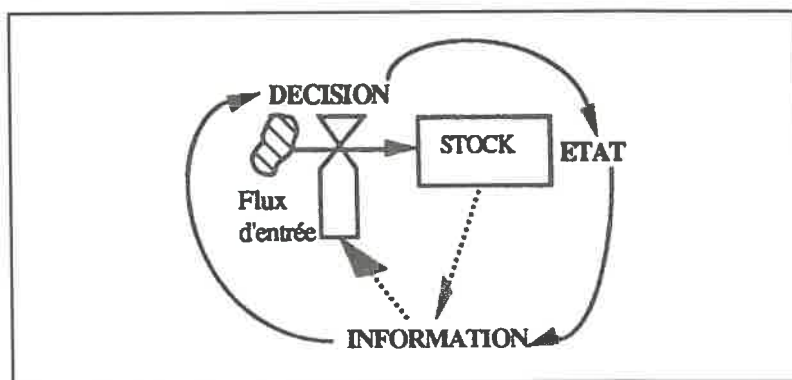 DECISION
STOCK
ETAT
Flux
d'entrée
INFORMATION